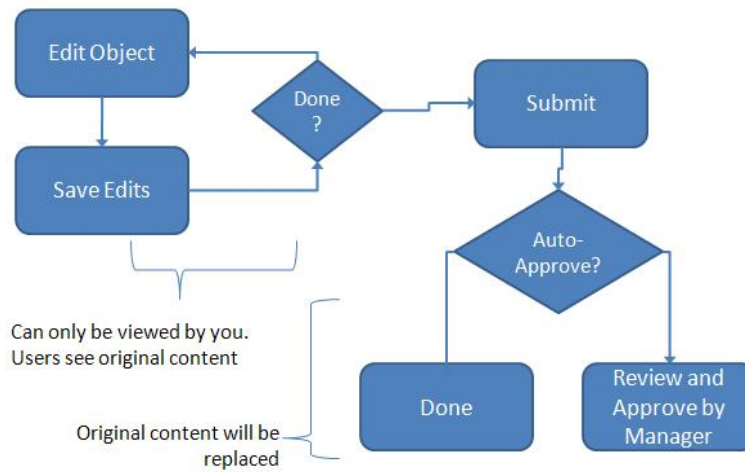 Edit Object
Done
?
Submit
Save Edits
Auto-
Approve?
Can only be viewed by you.
Users see original content
Done
Review and
Approve by
Manager
Original content will be
replaced